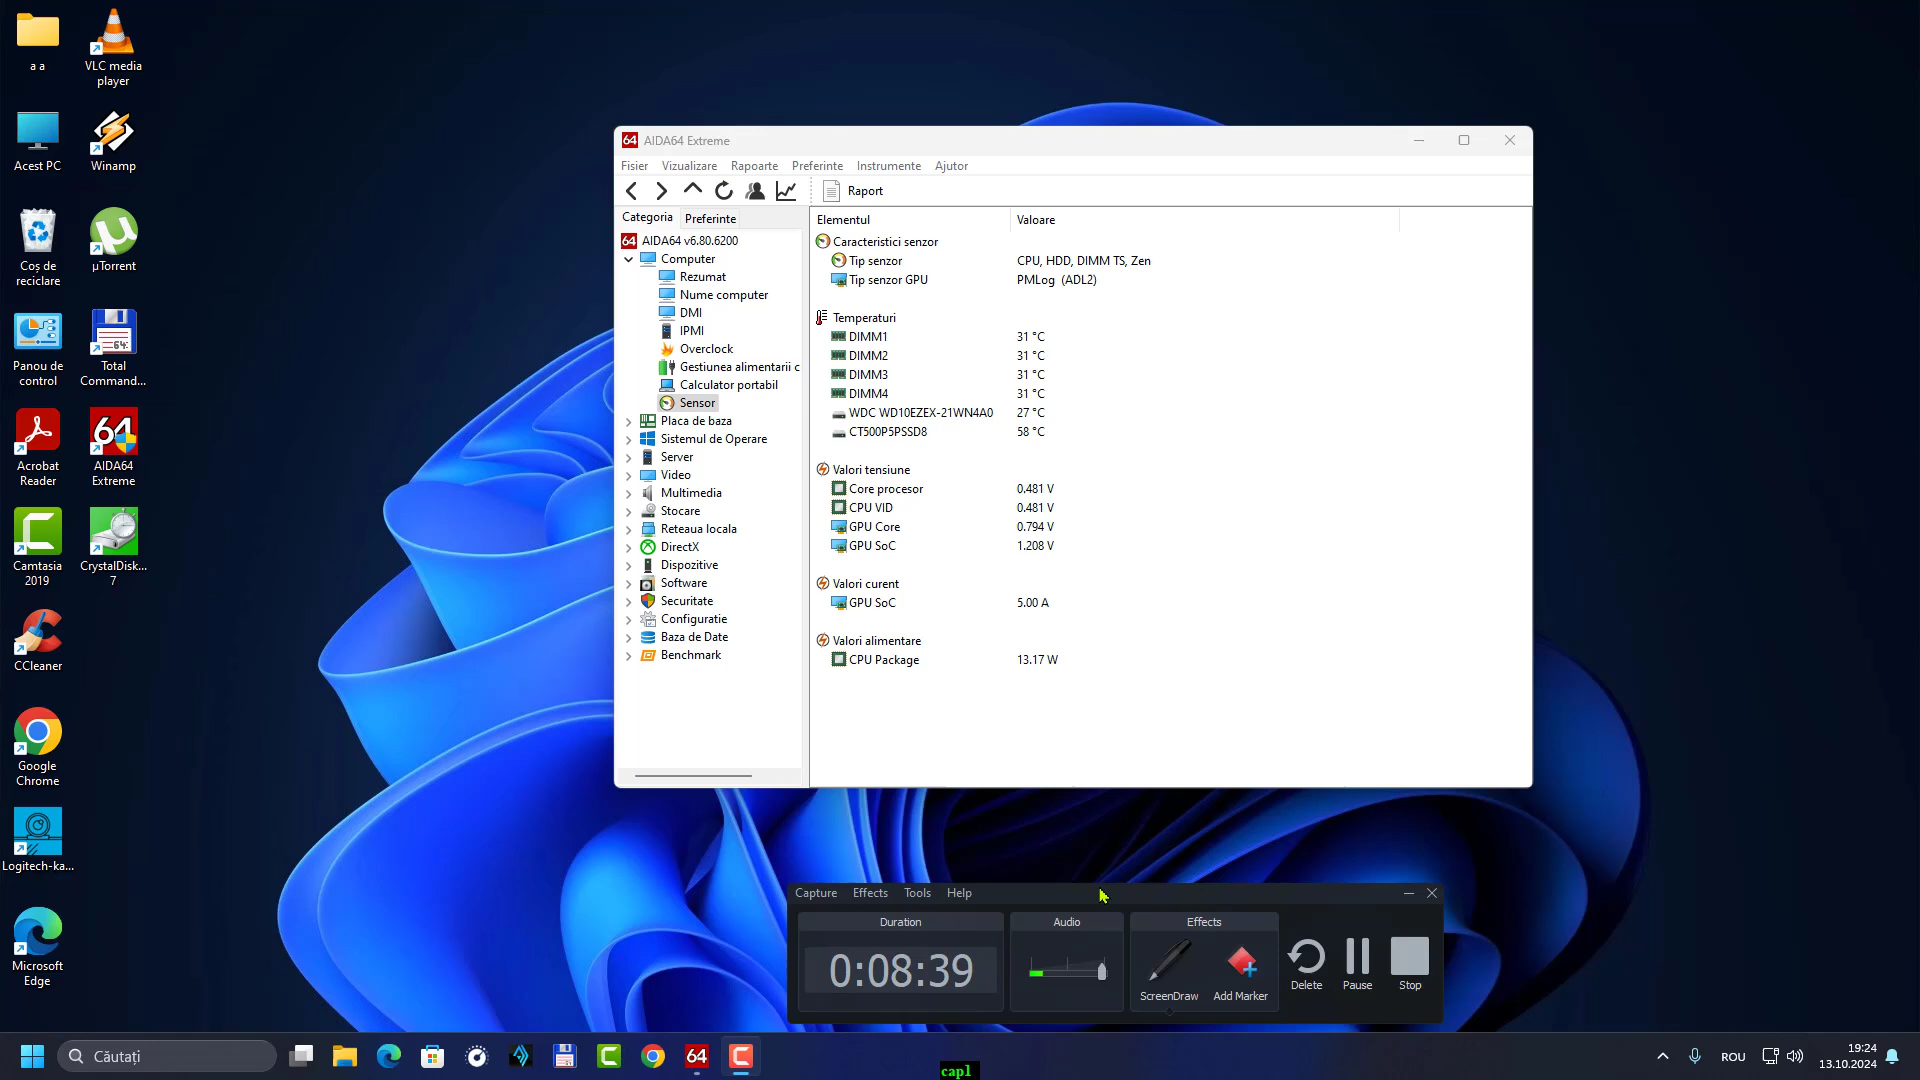 a a
VLC media
player
Acest PC
Winamp
Coș de
reciclare
µTorrent
Panou de
control
Total
Command...
Acrobat
Reader
AIDA64
Extreme
Camtasia
2019
CrystalDisk...
7
CCleaner
Google
Chrome
Logitech-ka...
Microsoft
Edge
64 AIDA64 Extreme
Fisier Vizualizare Rapoarte Preferinte Instrumente Ajutor
Raport
Categoria Preferinte
64 AIDA64 v6.80.6200
Computer
Rezumat
Nume computer
DMI
IPMI
Overclock
Gestiunea alimentarii c
Calculator portabil
Sensor
Placa de baza
Sistemul de Operare
Server
Video
Multimedia
Stocare
Reteaua locala
DirectX
Dispozitive
Software
Securitate
Configuratie
Baza de Date
Benchmark
Elementul Valoare
Caracteristici senzor
Tip senzor CPU, HDD, DIMM TS, Zen
Tip senzor GPU PMLog (ADL2)
Temperaturi
DIMM1 31 °C
DIMM2 31 °C
DIMM3 31 °C
DIMM4 31 °C
WDC WD10EZEX-21WN4A0 27 °C
CT500P5PSSD8 58 °C
Valori tensiune
Core procesor 0.481 V
CPU VID 0.481 V
GPU Core 0.794 V
GPU SoC 1.208 V
Valori curent
GPU SoC 5.00 A
Valori alimentare
CPU Package 13.17 W
Capture Effects Tools Help
Duration Audio Effects
0:08:39
ScreenDraw Add Marker Delete Pause Stop
Căutați
64
cap1
ROU
19:24
13.10.2024